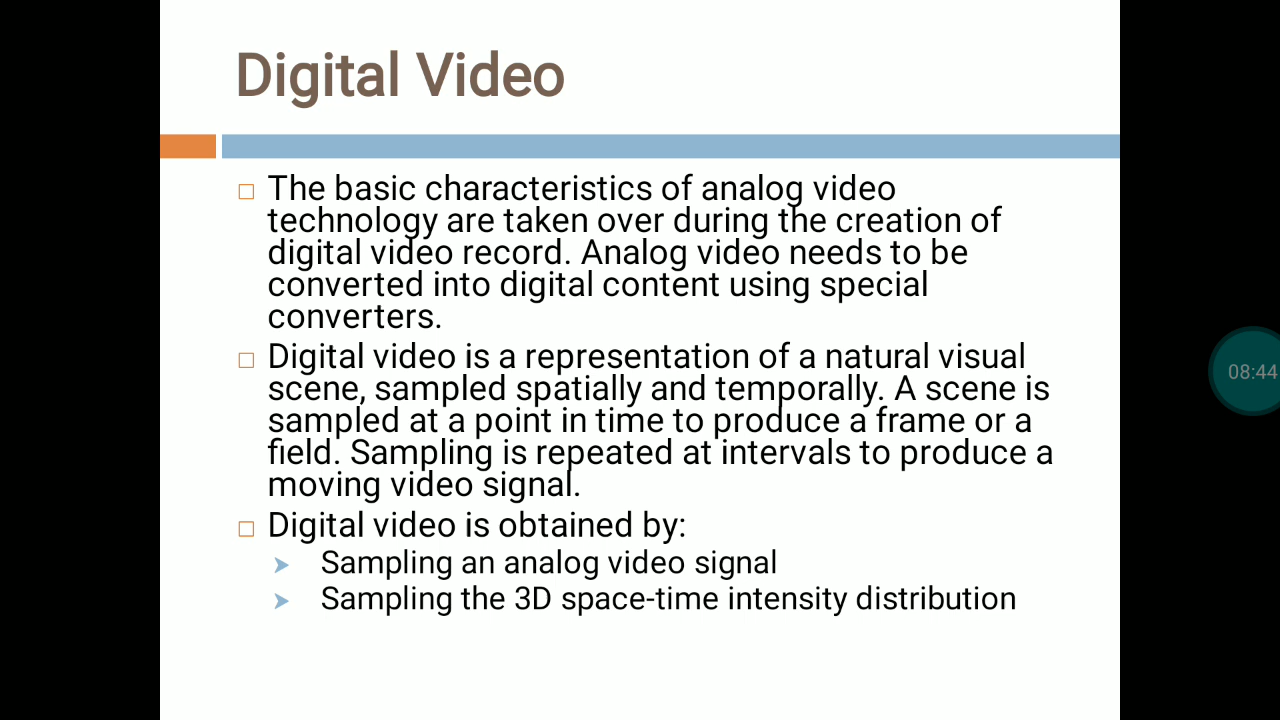 Digital Video
The basic characteristics of analog video
technology are taken over during the creation of
digital video record. Analog video needs to be
converted into digital content using special
converters.
Digital video is a representation of a natural visual
scene, sampled spatially and temporally. A scene is
sampled at a point in time to produce a frame or a
field. Sampling is repeated at intervals to produce a
moving video signal.
Digital video is obtained by:
Sampling an analog video signal
Sampling the 3D space-time intensity distribution
08:44